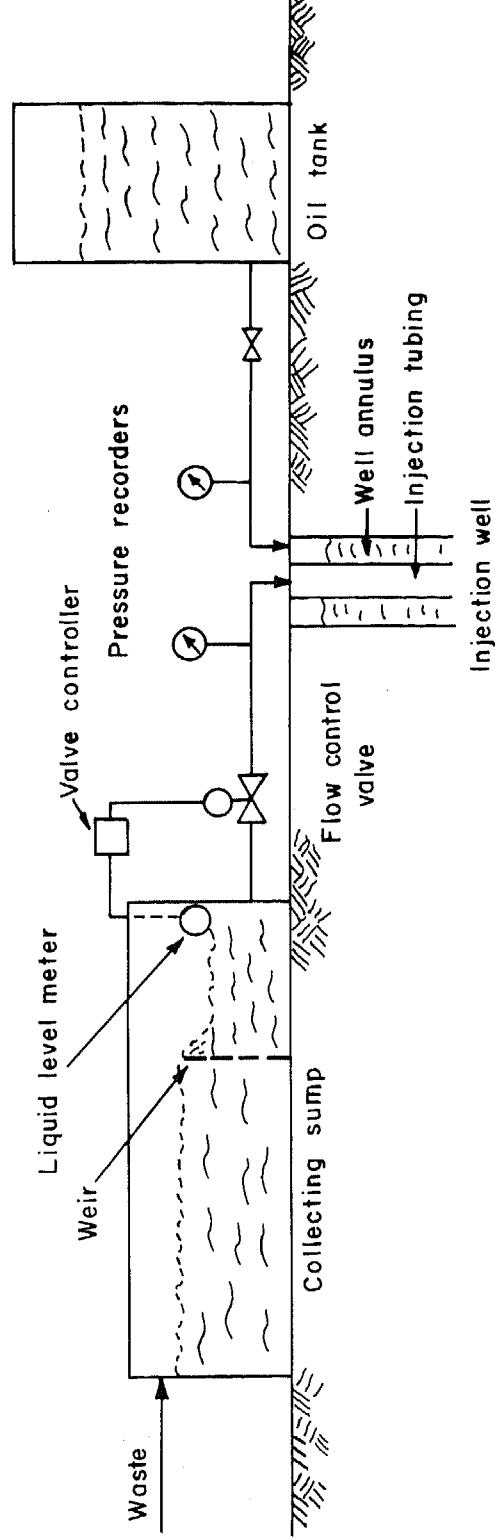 Waste
Weir
Liquid level meter
Valve controller
Pressure recorders
Collecting sump
Flow control
valve
Well annulus
Injection tubing
Injection well
Oil tank